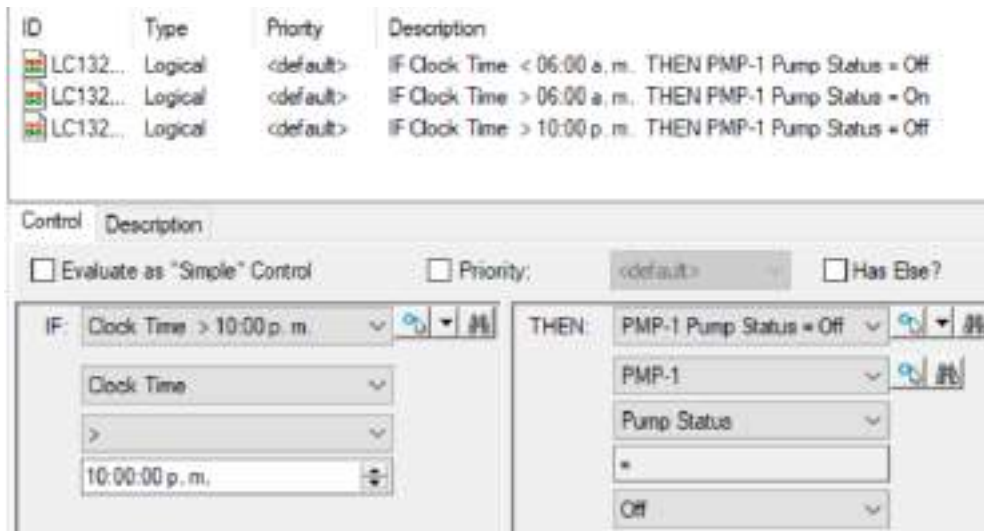 ID Type Priority Description
LC132... Logical <default> IF Clock Time < 06:00 a. m. THEN PMP-1 Pump Status = Off
LC132... Logical <default> IF Clock Time > 06:00 a. m. THEN PMP-1 Pump Status = On
LC132... Logical <default> IF Clock Time > 10:00 p. m. THEN PMP-1 Pump Status = Off
Control Description
Evaluate as "Simple" Control Priority: <default> Has Else?
IF: Clock Time > 10:00 p. m. THEN: PMP-1 Pump Status = Off
Clock Time PMP-1
> Pump Status
10:00:00 p. m. =
Off